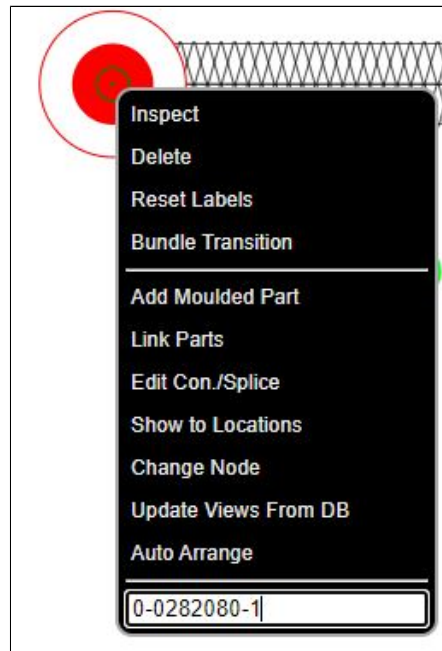 Inspect
Delete
Reset Labels
Bundle Transition
Add Moulded Part
Link Parts
Edit Con./Splice
Show to Locations
Change Node
Update Views From DB
Auto Arrange
0-0282080-1